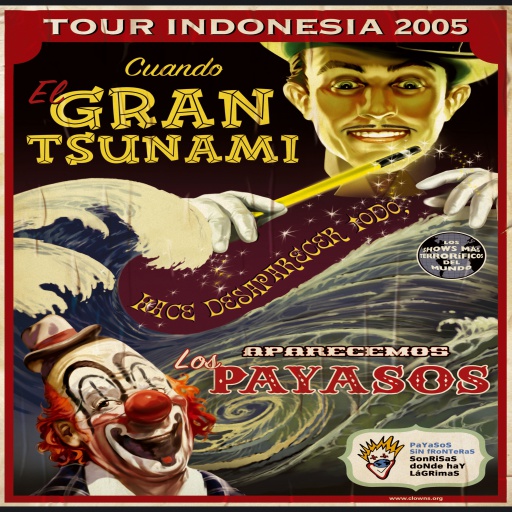 TOUR INDONESIA 2005
Cuando
El GRAN
TSUNAMI
HACE DESAPARECER TODO,
LOS
SHOWS MAS
TERRORíFICOS
DEL
MUNDO
Los APARECEMOS
PAYASOS
PaYaSoS
SiN fRoNTeRaS
SonRiSaS
doNde haY
LáGRimaS
www.clowns.org